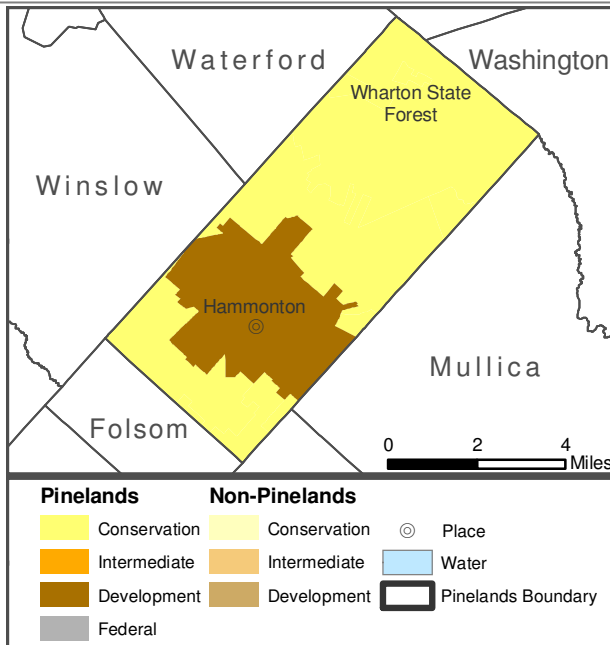 Waterford
Washington
Wharton State
Forest
Winslow
Hammonton
Mullica
Folsom
0 2 4
Miles
Pinelands Non-Pinelands
Conservation Conservation Place
Intermediate Intermediate Water
Development Development Pinelands Boundary
Federal